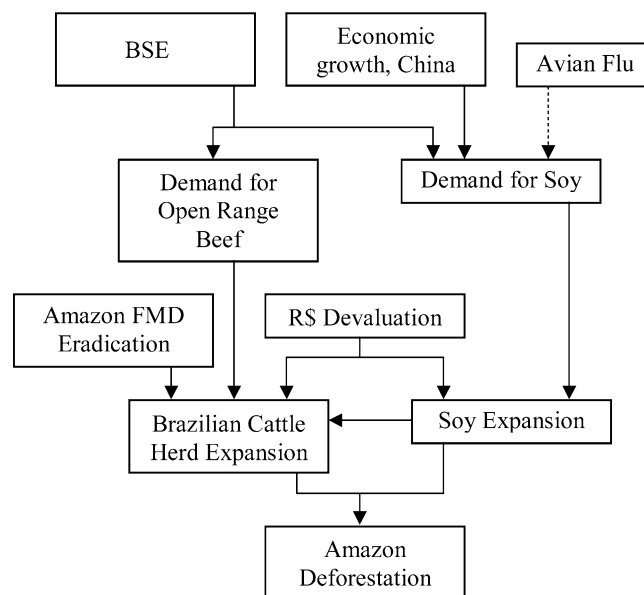 BSE
Economic
growth, China
Avian Flu
Demand for
Open Range
Beef
Demand for Soy
Amazon FMD
Eradication
R$ Devaluation
Brazilian Cattle
Herd Expansion
Soy Expansion
Amazon
Deforestation